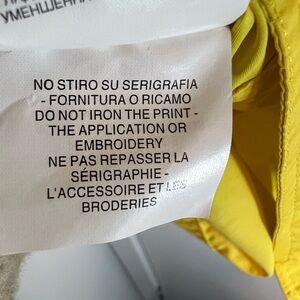 УМЕНЬШЕНН
NO STIRO SU SERIGRAFIA
- FORNITURA O RICAMO
DO NOT IRON THE PRINT -
THE APPLICATION OR
EMBROIDERY
NE PAS REPASSER LA
SÉRIGRAPHIE -
L'ACCESSOIRE ET LES
BRODERIES